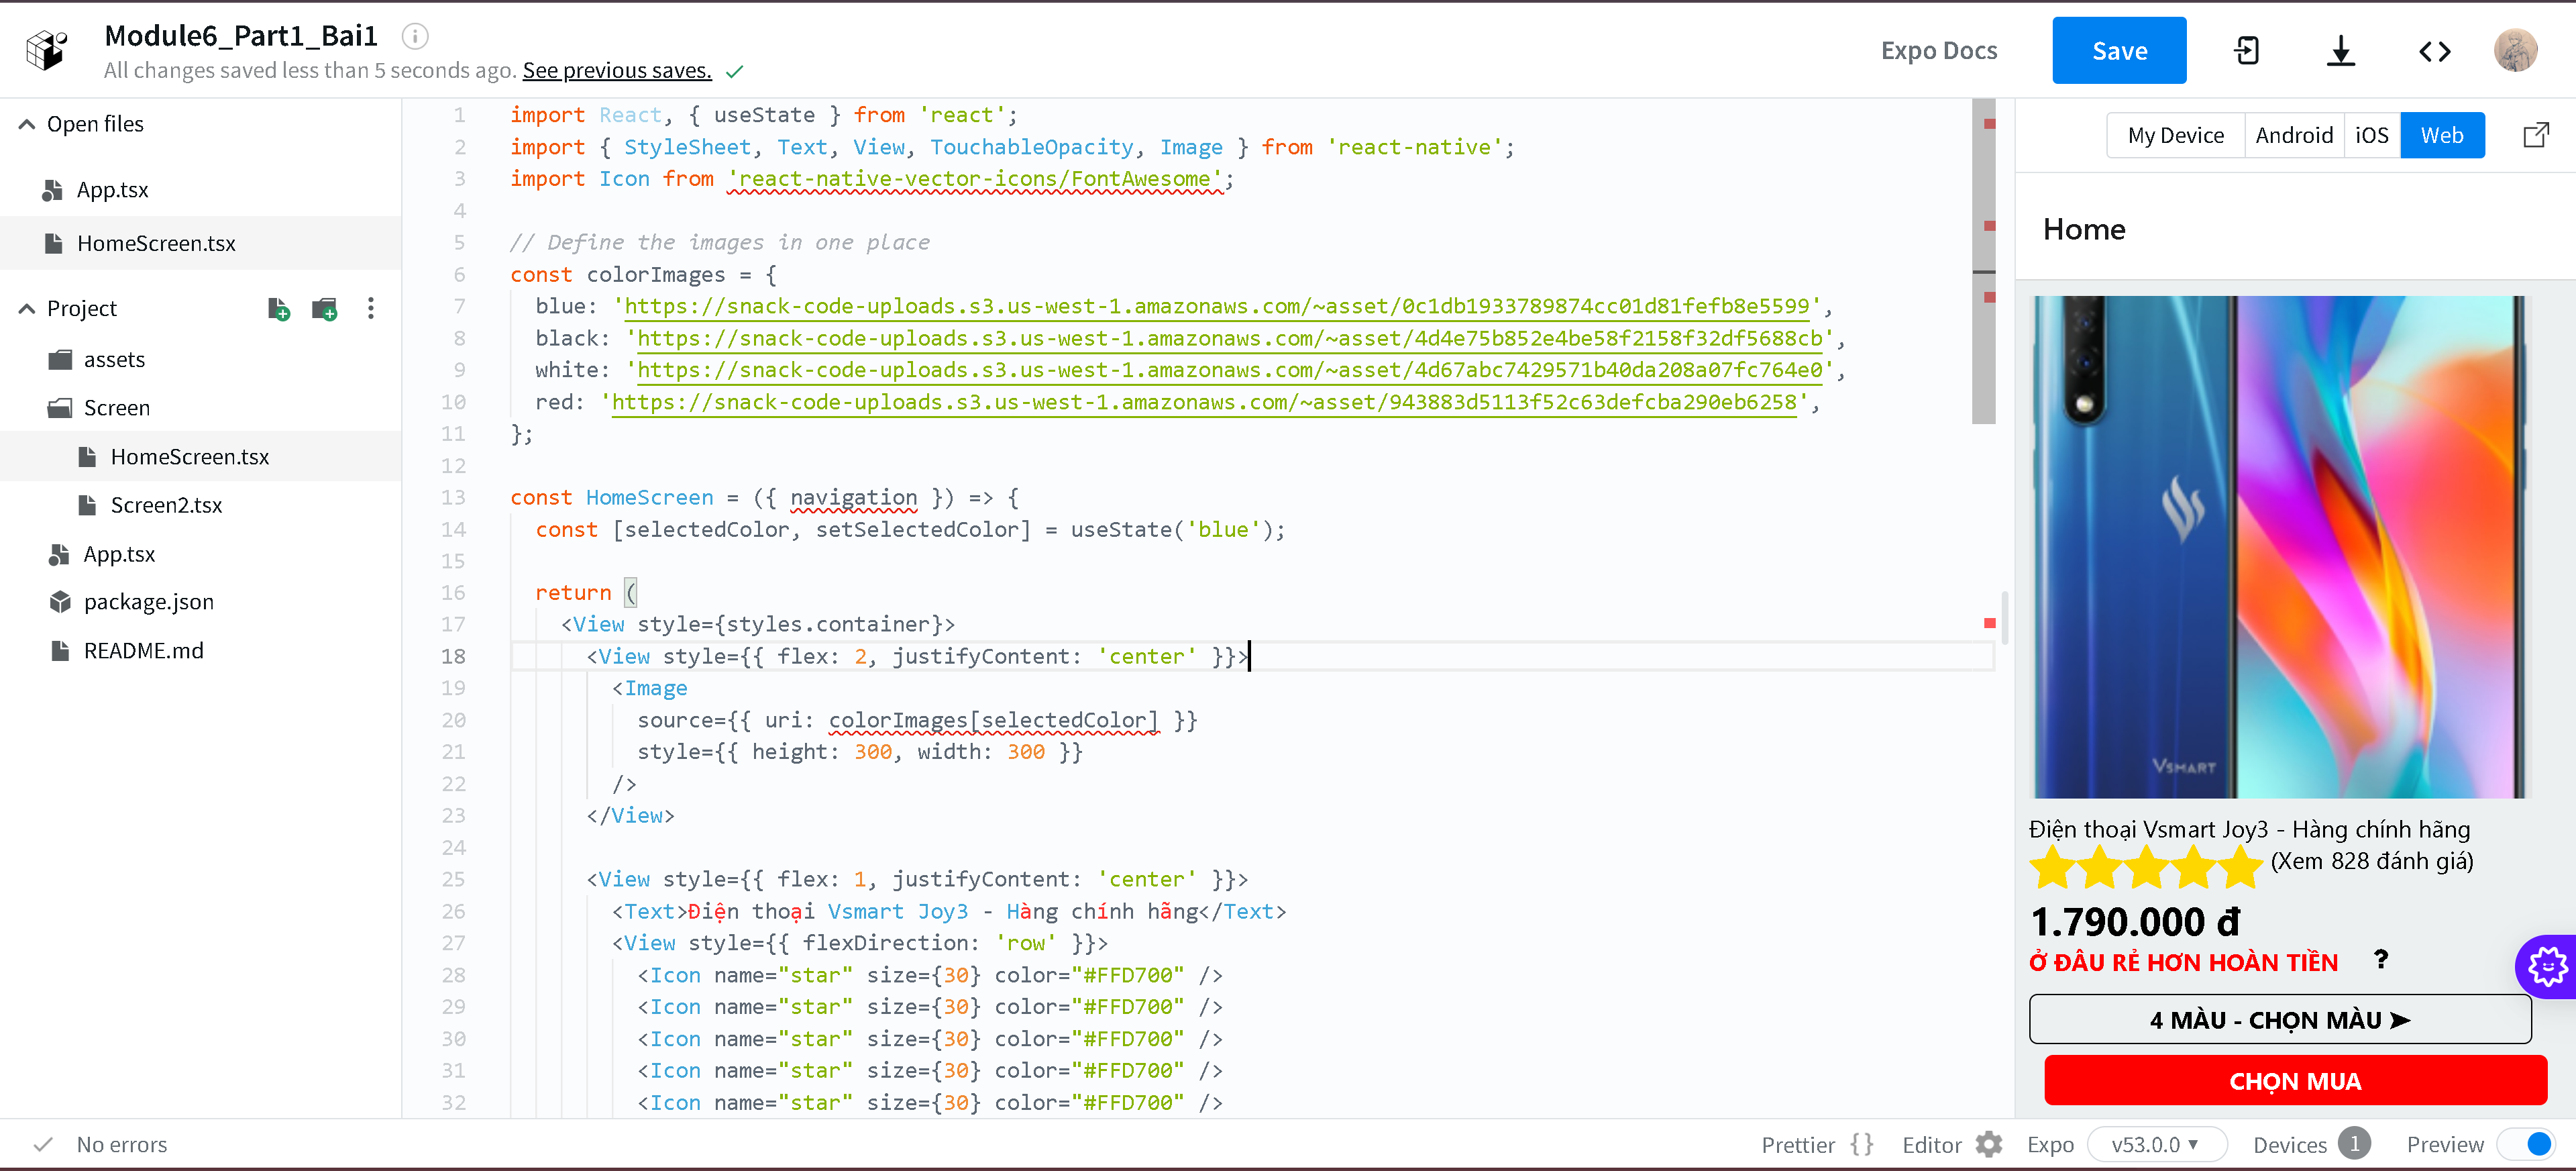 Module6_Part1_Bai1
All changes saved less than 5 seconds ago. See previous saves.
Expo Docs
Save
Open files
App.tsx
HomeScreen.tsx
Project
assets
Screen
HomeScreen.tsx
Screen2.tsx
App.tsx
package.json
README.md
1 import React, { useState } from 'react';
2 import { StyleSheet, Text, View, TouchableOpacity, Image } from 'react-native';
3 import Icon from 'react-native-vector-icons/FontAwesome';
4
5 // Define the images in one place
6 const colorImages = {
7 blue: 'https://snack-code-uploads.s3.us-west-1.amazonaws.com/~asset/0c1db1933789874cc01d81fefb8e5599',
8 black: 'https://snack-code-uploads.s3.us-west-1.amazonaws.com/~asset/4d4e75b852e4be58f2158f32df5688cb',
9 white: 'https://snack-code-uploads.s3.us-west-1.amazonaws.com/~asset/4d67abc7429571b40da208a07fc764e0',
10 red: 'https://snack-code-uploads.s3.us-west-1.amazonaws.com/~asset/943883d5113f52c63defcba290eb6258',
11 };
12
13 const HomeScreen = ({ navigation }) => {
14 const [selectedColor, setSelectedColor] = useState('blue');
15
16 return (
17 <View style={styles.container}>
18 <View style={{ flex: 2, justifyContent: 'center' }}>
19 <Image
20 source={{ uri: colorImages[selectedColor] }}
21 style={{ height: 300, width: 300 }}
22 />
23 </View>
24
25 <View style={{ flex: 1, justifyContent: 'center' }}>
26 <Text>Điện thoại Vsmart Joy3 - Hàng chính hãng</Text>
27 <View style={{ flexDirection: 'row' }}>
28 <Icon name="star" size={30} color="#FFD700" />
29 <Icon name="star" size={30} color="#FFD700" />
30 <Icon name="star" size={30} color="#FFD700" />
31 <Icon name="star" size={30} color="#FFD700" />
32 <Icon name="star" size={30} color="#FFD700" />
My Device
Android
iOS
Web
Home
VSMART
Điện thoại Vsmart Joy3 - Hàng chính hãng
(Xem 828 đánh giá)
1.790.000 đ
Ở ĐÂU RẺ HƠN HOÀN TIỀN ?
4 MÀU - CHỌN MÀU ➤
CHỌN MUA
No errors
Prettier {}
Editor
Expo
v53.0.0 ▼
Devices 1
Preview